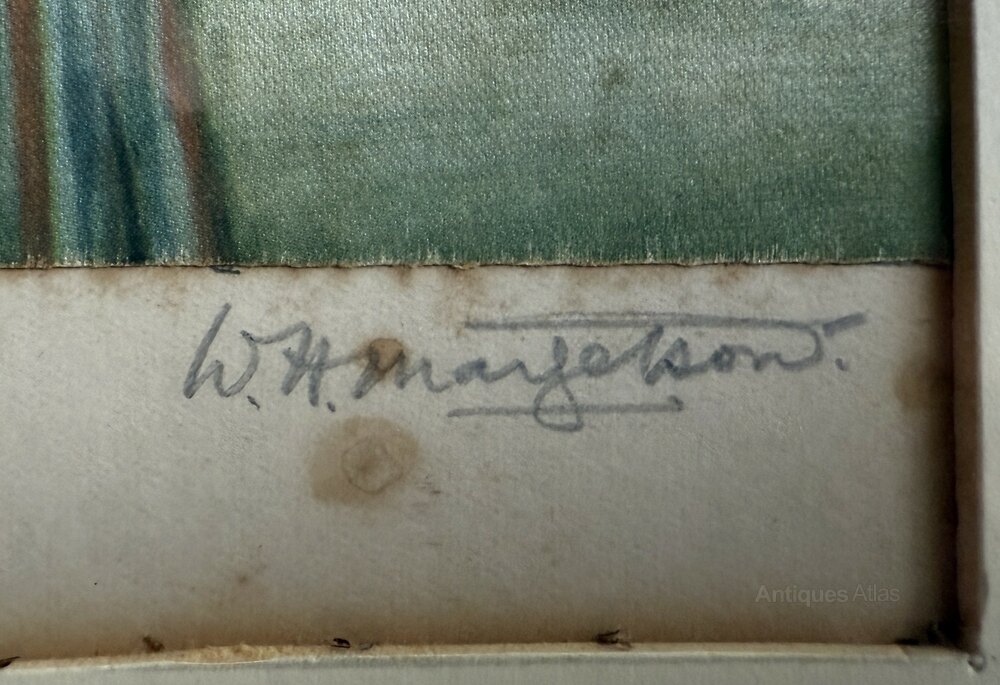 W. H. Margetson.
Antiques Atlas